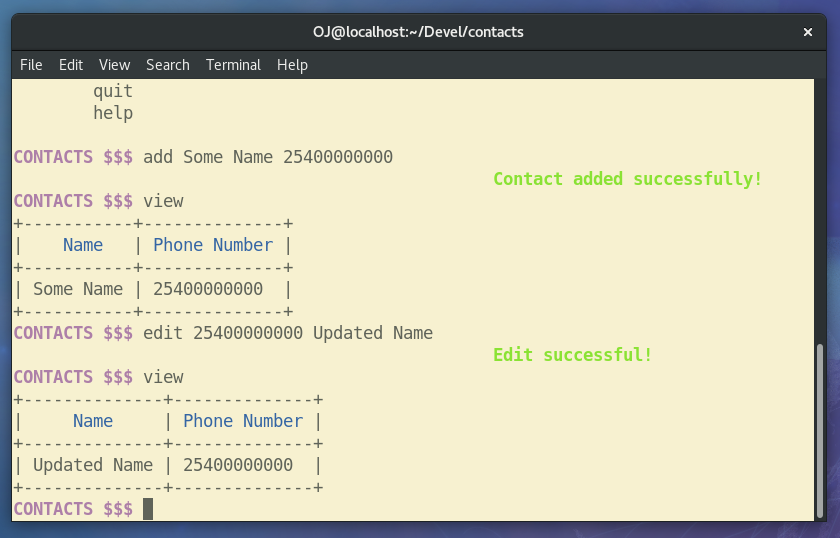 OJ@localhost:~/Devel/contacts
File Edit View Search Terminal Help
quit
help
CONTACTS $$$ add Some Name 25400000000
Contact added successfully!
CONTACTS $$$ view
+-----------+--------------+
|    Name   | Phone Number |
+-----------+--------------+
| Some Name | 25400000000  |
+-----------+--------------+
CONTACTS $$$ edit 25400000000 Updated Name
Edit successful!
CONTACTS $$$ view
+--------------+--------------+
|     Name     | Phone Number |
+--------------+--------------+
| Updated Name | 25400000000  |
+--------------+--------------+
CONTACTS $$$